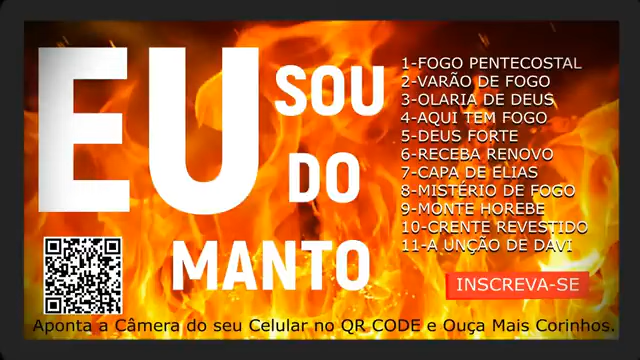 EU SOU
DO
MANTO
1-FOGO PENTECOSTAL
2-VARÃO DE FOGO
3-OLARIA DE DEUS
4-AQUI TEM FOGO
5-DEUS FORTE
6-RECEBA RENOVO
7-CAPA DE ELIAS
8-MISTÉRIO DE FOGO
9-MONTE HOREBE
10-CRENTE REVESTIDO
11-A UNÇÃO DE DAVI
INSCREVA-SE
Aponta a Câmera do seu Celular no QR CODE e Ouça Mais Corinhos.